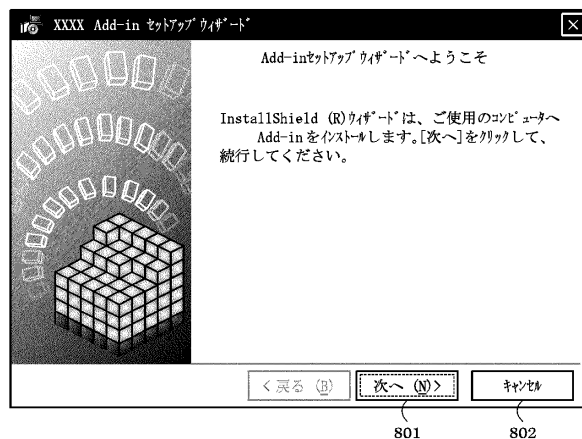 XXXX Add-in ｾｯﾄｱｯﾌﾟｳｨｻﾞｰﾄﾞ
Add-inｾｯﾄｱｯﾌﾟｳｨｻﾞｰﾄﾞへようこそ
InstallShield (R)ｳｨｻﾞｰﾄﾞは、ご使用のｺﾝﾋﾟｭｰﾀへ
Add-inをｲﾝｽﾄｰﾙします。[次へ]をｸﾘｯｸして、
続行してください。
<戻る (B)
次へ (N)>
ｷｬﾝｾﾙ
801
802